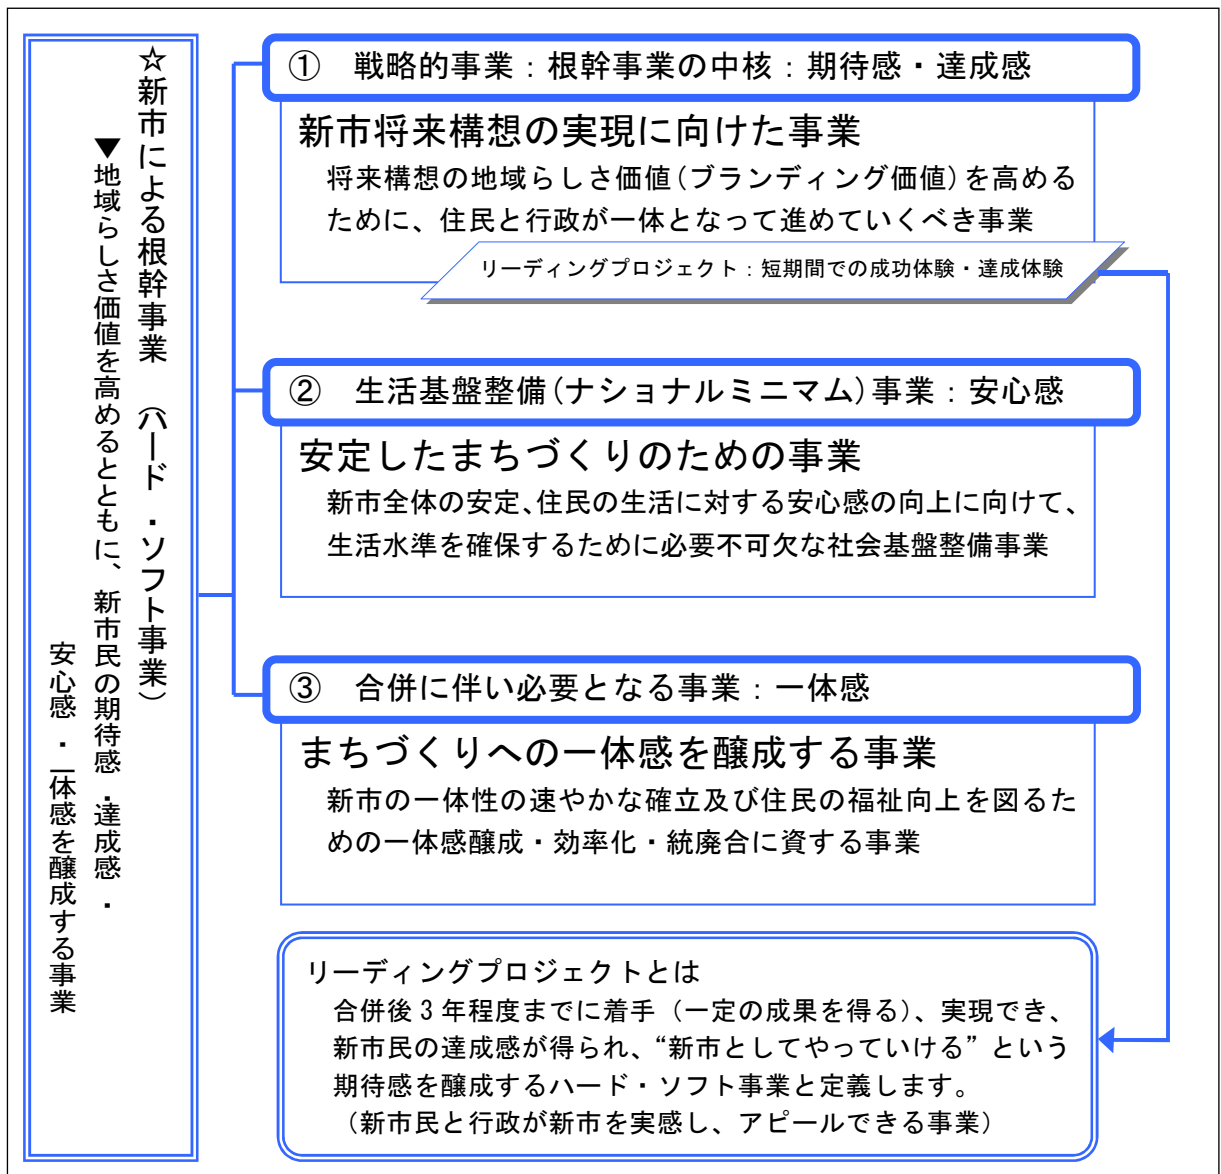 ☆新市による根幹事業　（ハード・ソフト事業）
▼地域らしさ価値を高めるとともに、新市民の期待感・達成感・
安心感・一体感を醸成する事業
①　戦略的事業：根幹事業の中核：期待感・達成感
新市将来構想の実現に向けた事業
将来構想の地域らしさ価値（ブランディング価値）を高める
ために、住民と行政が一体となって進めていくべき事業
リーディングプロジェクト：短期間での成功体験・達成体験
②　生活基盤整備（ナショナルミニマム）事業：安心感
安定したまちづくりのための事業
新市全体の安定、住民の生活に対する安心感の向上に向けて、
生活水準を確保するために必要不可欠な社会基盤整備事業
③　合併に伴い必要となる事業：一体感
まちづくりへの一体感を醸成する事業
新市の一体性の速やかな確立及び住民の福祉向上を図るた
めの一体感醸成・効率化・統廃合に資する事業
リーディングプロジェクトとは
合併後３年程度までに着手（一定の成果を得る）、実現でき、
新市民の達成感が得られ、“新市としてやっていける”という
期待感を醸成するハード・ソフト事業と定義します。
（新市民と行政が新市を実感し、アピールできる事業）